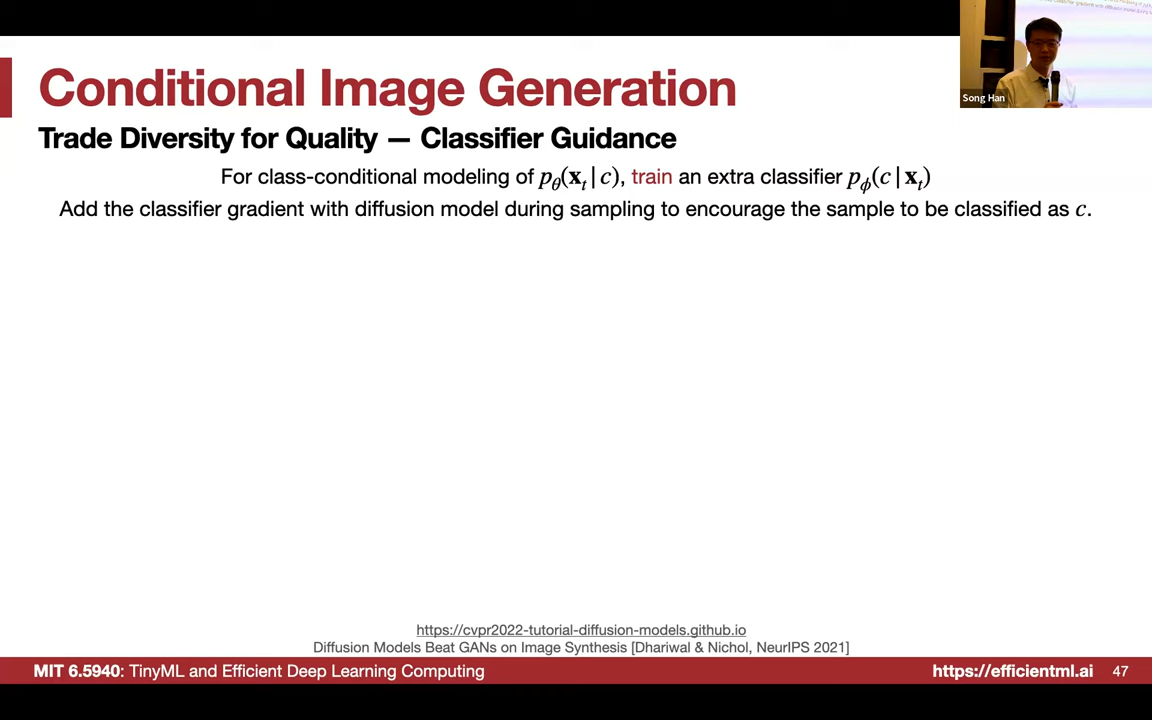 Conditional Image Generation
Trade Diversity for Quality — Classifier Guidance
For class-conditional modeling of pθ(𝐱t | c), train an extra classifier pϕ(c | 𝐱t)
Add the classifier gradient with diffusion model during sampling to encourage the sample to be classified as c.
Song Han
https://cvpr2022-tutorial-diffusion-models.github.io
Diffusion Models Beat GANs on Image Synthesis [Dhariwal & Nichol, NeurIPS 2021]
MIT 6.5940: TinyML and Efficient Deep Learning Computing
https://efficientml.ai
47